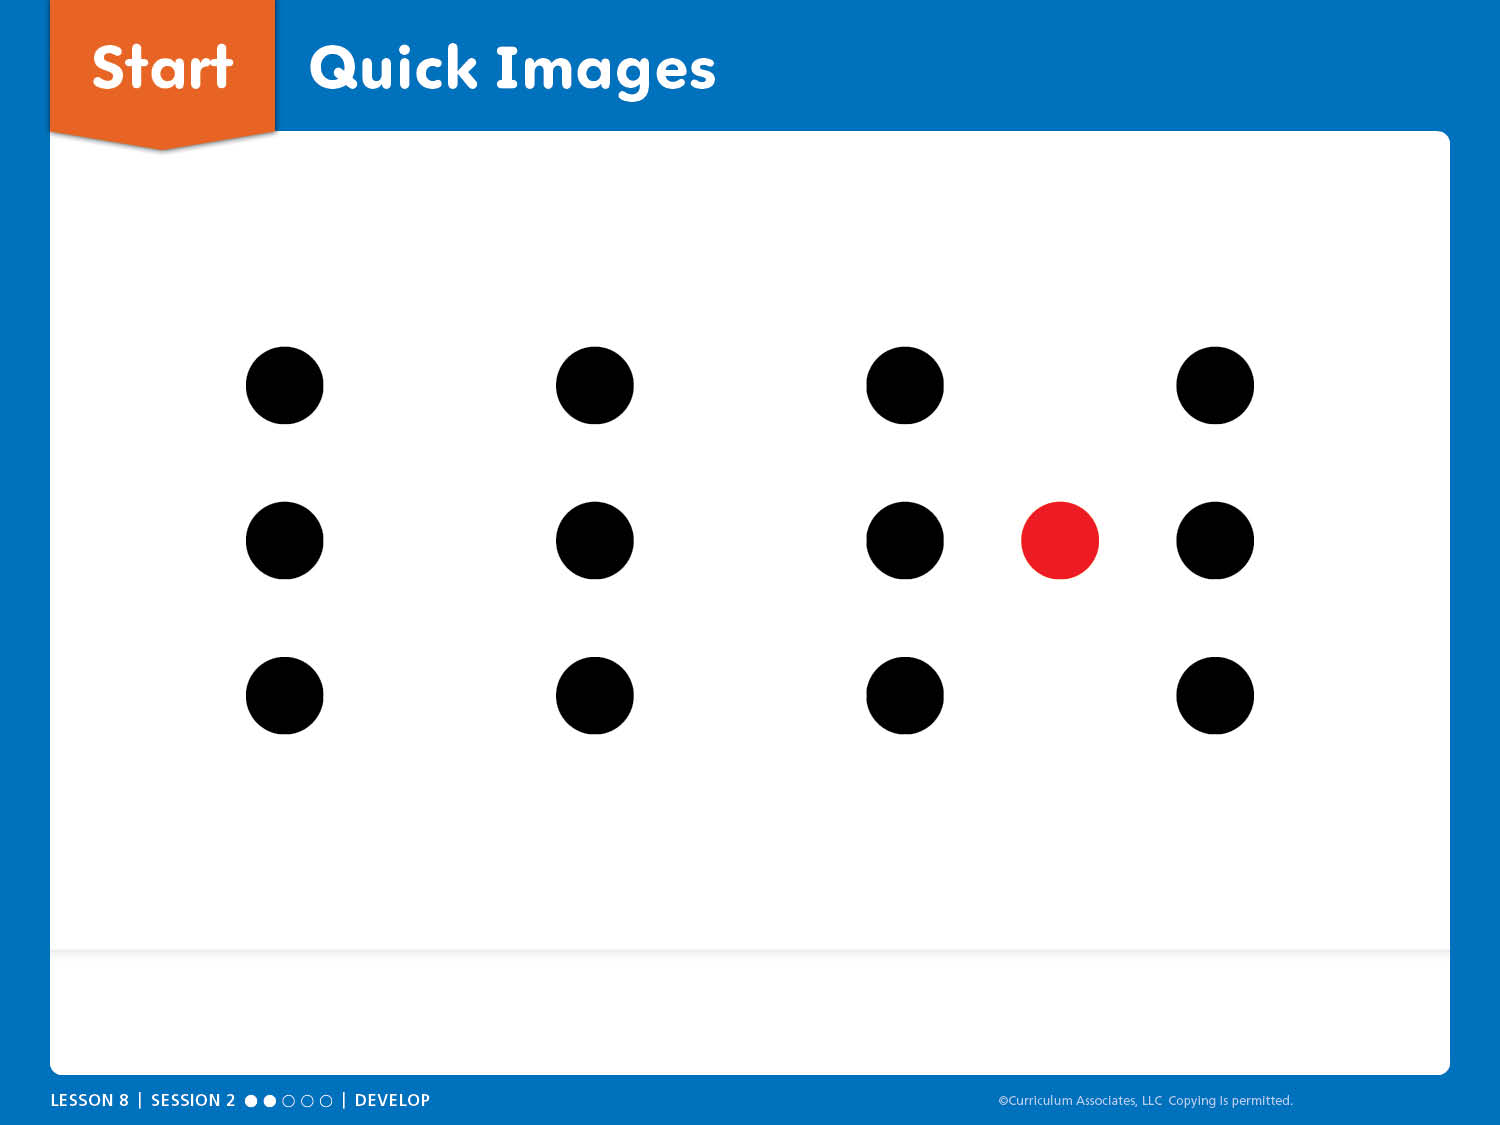 Start
Quick Images
LESSON 8 | SESSION 2 ●●○○○ | DEVELOP
©Curriculum Associates, LLC Copying is permitted.